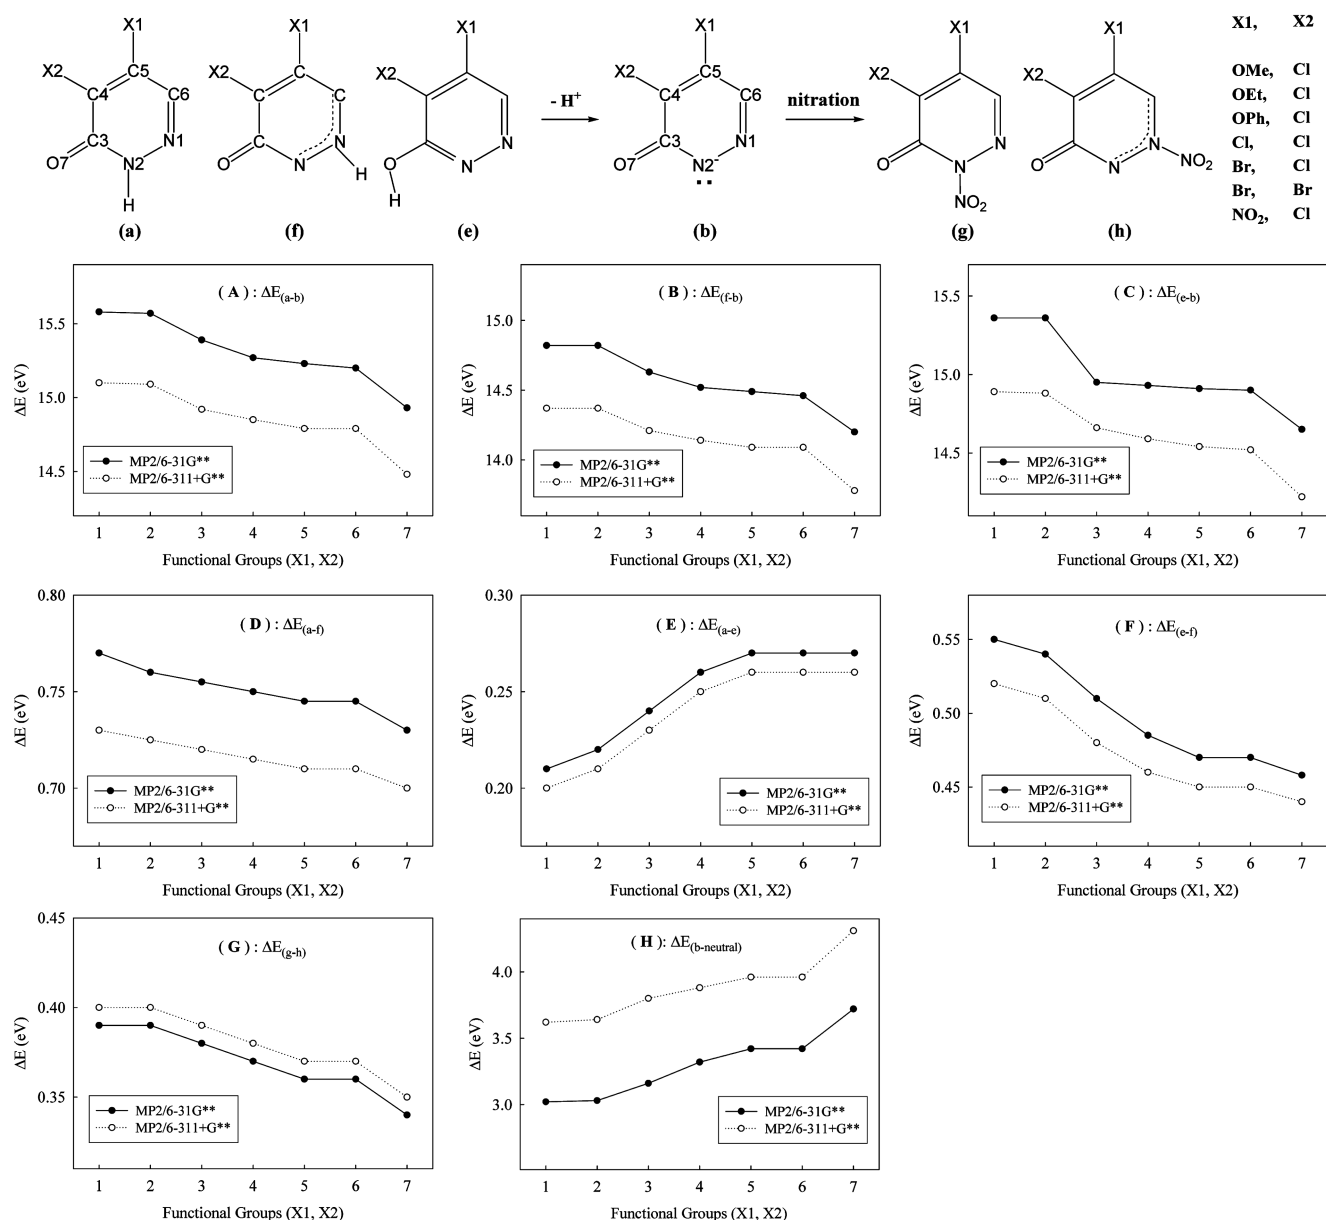 X1 X1 X1 X1 X1 X1 X1, X2
X2 C5 X2 C X2 X2 C5 X2 X2
C4 C6 C C C4 C6 OMe, Cl
- H+ nitration OEt, Cl
C3 N1 C N C3 N1 N N OPh, Cl
O7 N2 O N N O7 N2- O N O N NO2 Cl, Cl
H H O N .. NO2 Br, Cl
H Br, Br
NO2, Cl
(a) (f) (e) (b) (g) (h)
( A ) : ΔE(a-b)
ΔE (eV)
15.5
15.0
14.5
MP2/6-31G**
MP2/6-311+G**
1 2 3 4 5 6 7
Functional Groups (X1, X2)
( B ) : ΔE(f-b)
ΔE (eV)
15.0
14.5
14.0
MP2/6-31G**
MP2/6-311+G**
1 2 3 4 5 6 7
Functional Groups (X1, X2)
( C ) : ΔE(e-b)
ΔE (eV)
15.5
15.0
14.5
MP2/6-31G**
MP2/6-311+G**
1 2 3 4 5 6 7
Functional Groups (X1, X2)
( D ) : ΔE(a-f)
ΔE (eV)
0.80
0.75
0.70
MP2/6-31G**
MP2/6-311+G**
1 2 3 4 5 6 7
Functional Groups (X1, X2)
( E ) : ΔE(a-e)
ΔE (eV)
0.30
0.25
0.20
MP2/6-31G**
MP2/6-311+G**
1 2 3 4 5 6 7
Functional Groups (X1, X2)
( F ) : ΔE(e-f)
ΔE (eV)
0.55
0.50
0.45
MP2/6-31G**
MP2/6-311+G**
1 2 3 4 5 6 7
Functional Groups (X1, X2)
( G ) : ΔE(g-h)
ΔE (eV)
0.45
0.40
0.35
MP2/6-31G**
MP2/6-311+G**
1 2 3 4 5 6 7
Functional Groups (X1, X2)
( H ): ΔE(b-neutral)
ΔE (eV)
4.0
3.5
3.0
MP2/6-31G**
MP2/6-311+G**
1 2 3 4 5 6 7
Functional Groups (X1, X2)